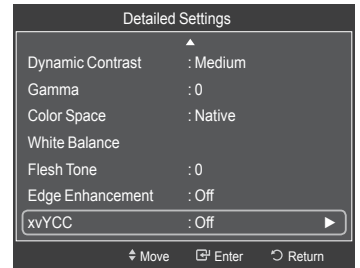 Detailed Settings
▲
Dynamic Contrast : Medium
Gamma : 0
Color Space : Native
White Balance
Flesh Tone : 0
Edge Enhancement : Off
xvYCC : Off ►
Move Enter Return